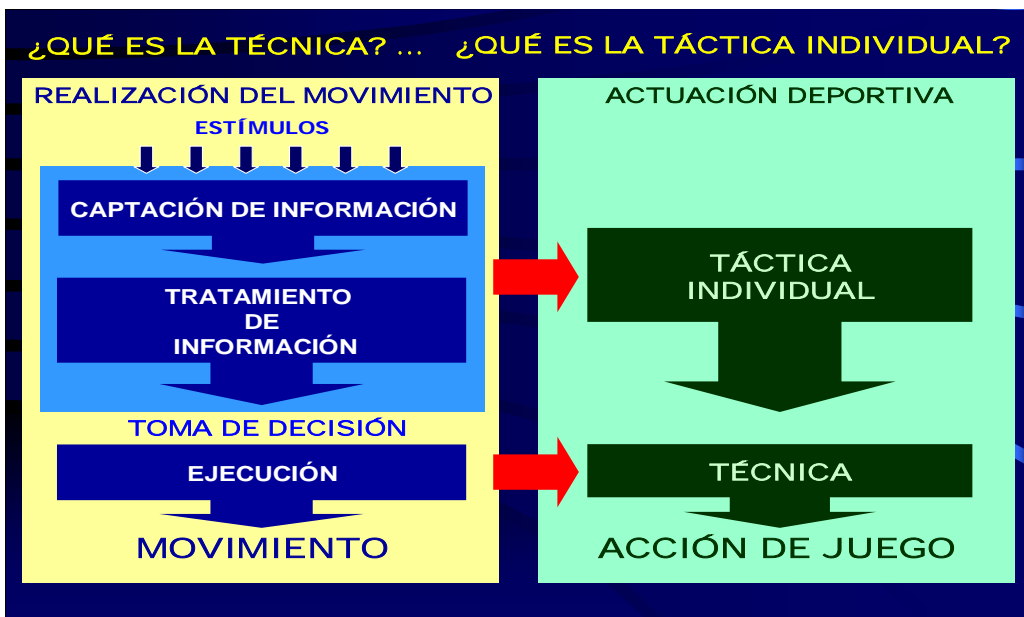 ¿QUÉ ES LA TÉCNICA? ... ¿QUÉ ES LA TÁCTICA INDIVIDUAL?
REALIZACIÓN DEL MOVIMIENTO
ESTÍMULOS
CAPTACIÓN DE INFORMACIÓN
TRATAMIENTO
DE
INFORMACIÓN
TOMA DE DECISIÓN
EJECUCIÓN
MOVIMIENTO
ACTUACIÓN DEPORTIVA
TÁCTICA
INDIVIDUAL
TÉCNICA
ACCIÓN DE JUEGO